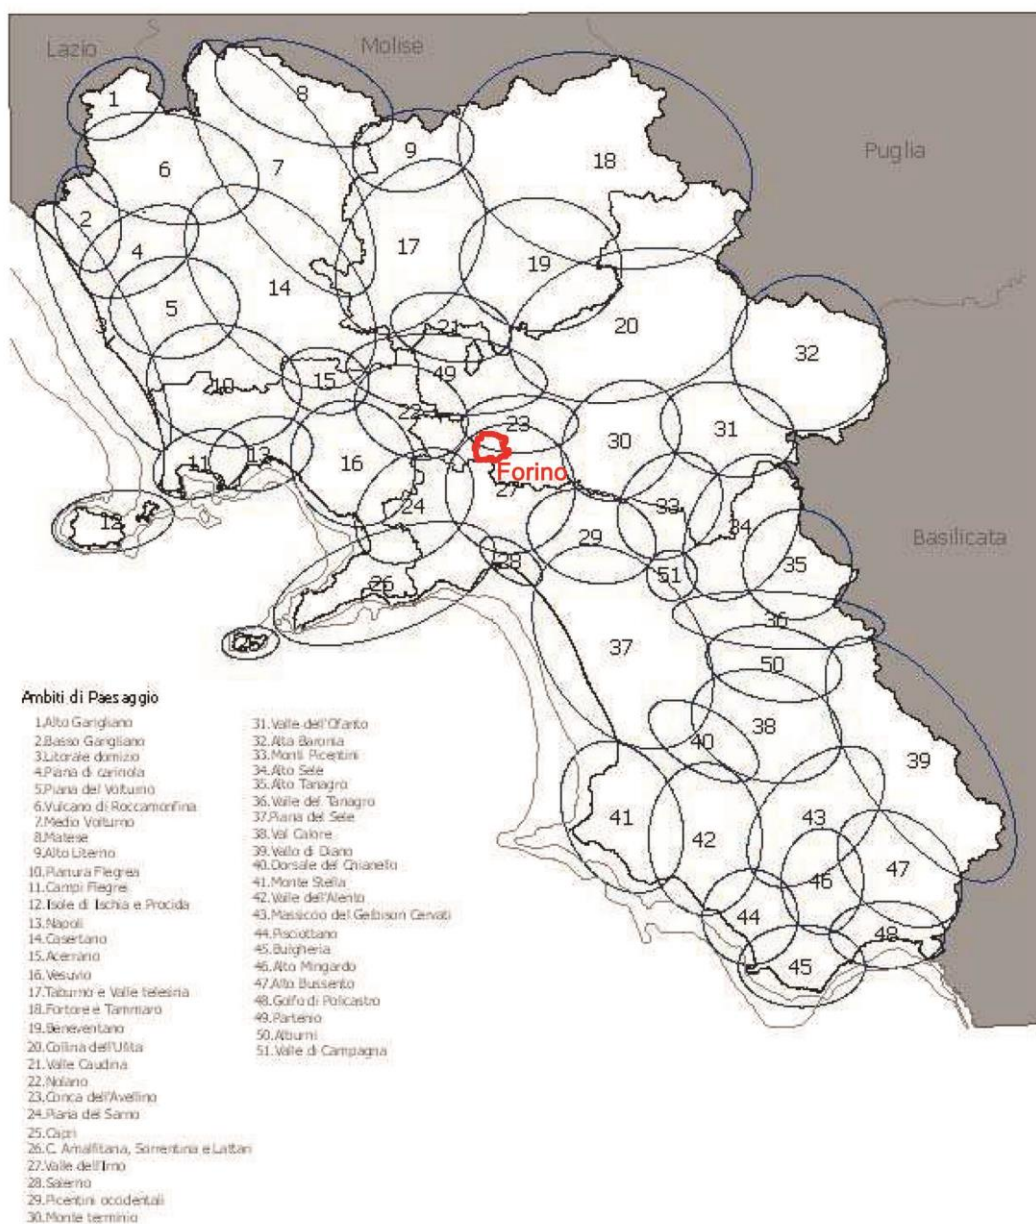 Lazio
Molise
Puglia
Basilicata
1
8
9
18
6
7
2
17
4
19
14
5
3
21
20
32
15
49
10
22
23
31
30
16
11
13
Forino
27
24
33
12
34
29
28
35
51
26
36
37
50
38
40
39
41
43
42
47
46
44
48
45
Ambiti di Paesaggio
1.Alto Garigliano
2.Basso Garigliano
3.Litorale domizio
4.Piana di carinola
5.Piana del Volturno
6.Vulcano di Roccamonfina
7.Medio Volturno
8.Matese
9.Alto Literno
10.Pianura Flegrea
11.Campi Flegrei
12.Isole di Ischia e Procida
13.Napoli
14.Casertano
15.Acerrano
16.Vesuvio
17.Taburno e Valle telesina
18.Fortore e Tammaro
19.Beneventano
20.Collina dell'Ufita
21.Valle Caudina
22.Nolano
23.Conca dell'Avellino
24.Piana del Sarno
25.Capri
26.C. Amalfitana, Sorrentina e Lattari
27.Valle dell'Irno
28.Salerno
29.Picentini occidentali
30.Monte terminio
31.Valle dell'Ofanto
32.Alta Baronia
33.Monti Picentini
34.Alto Sele
35.Alto Tanagro
36.Valle del Tanagro
37.Piana del Sele
38.Val Calore
39.Vallo di Diano
40.Dorsale del Chianello
41.Monte Stella
42.Valle dell'Alento
43.Massiccio del Gelbison Cervati
44.Pisciottano
45.Bulgheria
46.Alto Mingardo
47.Alto Bussento
48.Golfo di Policastro
49.Partenio
50.Alburni
51.Valle di Campagna